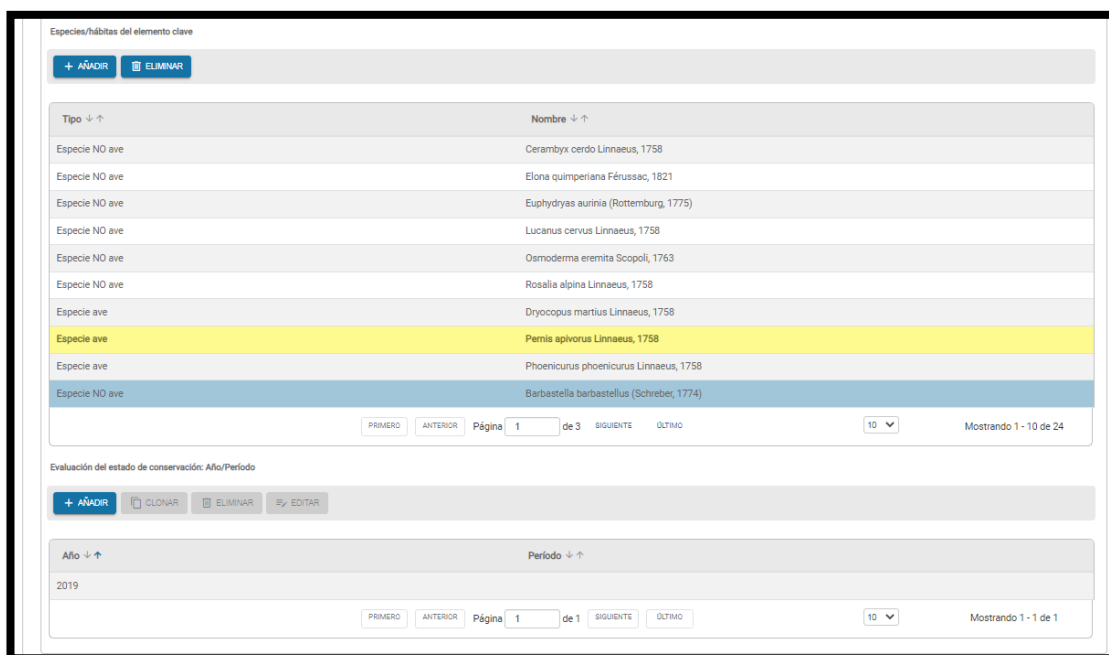 Especies/hábitas del elemento clave
+ AÑADIR ELIMINAR
Tipo ↓↑ Nombre ↓↑
Especie NO ave Cerambyx cerdo Linnaeus, 1758
Especie NO ave Elona quimperiana Férussac, 1821
Especie NO ave Euphydryas aurinia (Rottemburg, 1775)
Especie NO ave Lucanus cervus Linnaeus, 1758
Especie NO ave Osmoderma eremita Scopoli, 1763
Especie NO ave Rosalia alpina Linnaeus, 1758
Especie ave Dryocopus martius Linnaeus, 1758
Especie ave Pernis apivorus Linnaeus, 1758
Especie ave Phoenicurus phoenicurus Linnaeus, 1758
Especie NO ave Barbastella barbastellus (Schreber, 1774)
PRIMERO ANTERIOR Página 1 de 3 SIGUIENTE ÚLTIMO 10 Mostrando 1 - 10 de 24
Evaluación del estado de conservación: Año/Período
+ AÑADIR CLONAR ELIMINAR EDITAR
Año ↓↑ Período ↓↑
2019
PRIMERO ANTERIOR Página 1 de 1 SIGUIENTE ÚLTIMO 10 Mostrando 1 - 1 de 1